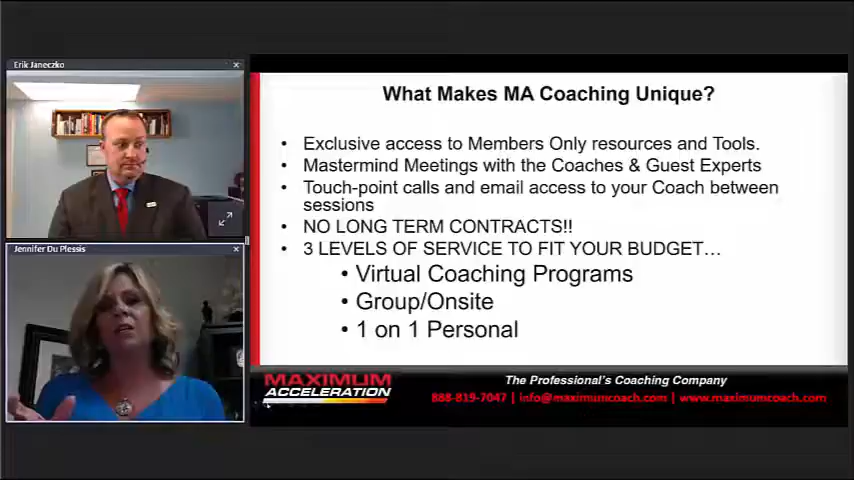 Erik Janeczko
Jennifer Du Plessis
What Makes MA Coaching Unique?
• Exclusive access to Members Only resources and Tools.
• Mastermind Meetings with the Coaches & Guest Experts
• Touch-point calls and email access to your Coach between
sessions
• NO LONG TERM CONTRACTS!!
• 3 LEVELS OF SERVICE TO FIT YOUR BUDGET…
• Virtual Coaching Programs
• Group/Onsite
• 1 on 1 Personal
MAXIMUM
ACCELERATION
The Professional's Coaching Company
888-819-7047 | info@maximumcoach.com | www.maximumcoach.com